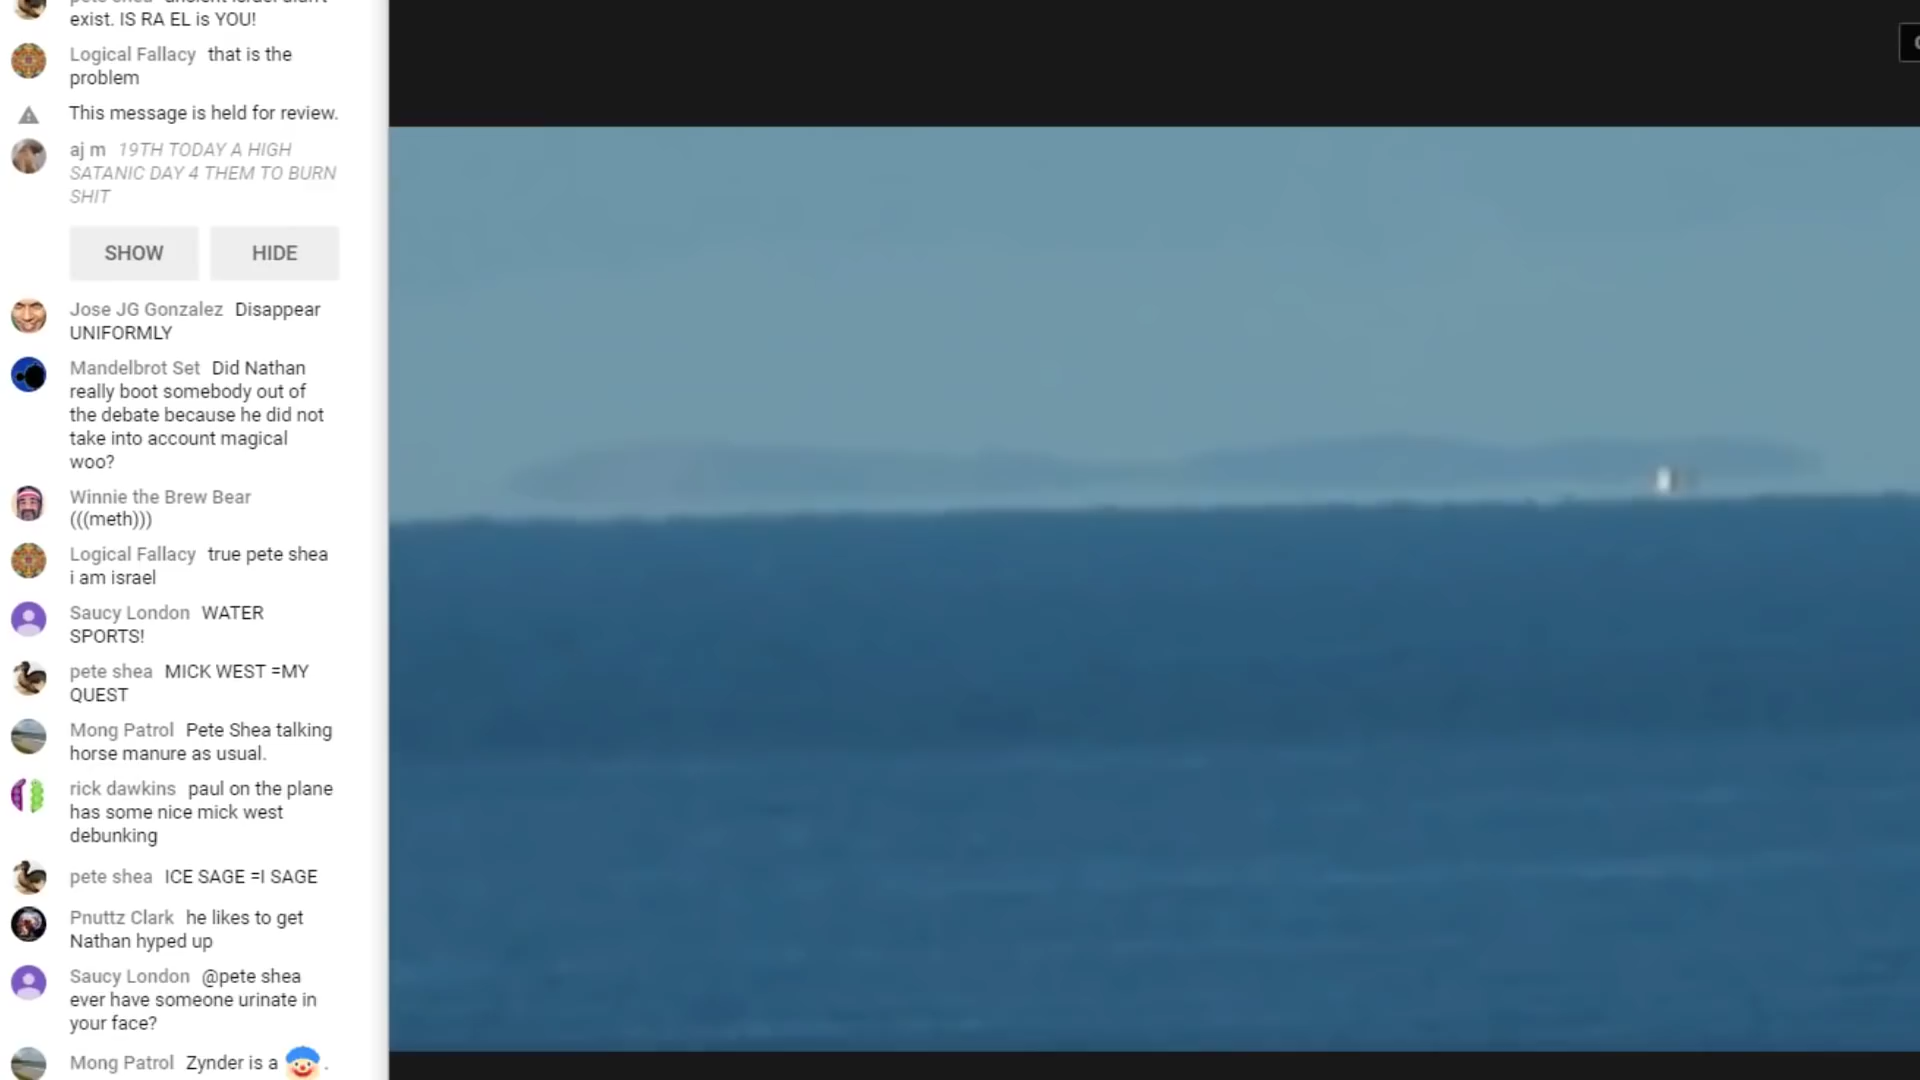 exist. IS RA EL is YOU!
Logical Fallacy that is the
problem
This message is held for review.
aj m 19TH TODAY A HIGH
SATANIC DAY 4 THEM TO BURN
SHIT
SHOW HIDE
Jose JG Gonzalez Disappear
UNIFORMLY
Mandelbrot Set Did Nathan
really boot somebody out of
the debate because he did not
take into account magical
woo?
Winnie the Brew Bear
(((meth)))
Logical Fallacy true pete shea
i am israel
Saucy London WATER
SPORTS!
pete shea MICK WEST =MY
QUEST
Mong Patrol Pete Shea talking
horse manure as usual.
rick dawkins paul on the plane
has some nice mick west
debunking
pete shea ICE SAGE =I SAGE
Pnuttz Clark he likes to get
Nathan hyped up
Saucy London @pete shea
ever have someone urinate in
your face?
Mong Patrol Zynder is a 🤡.